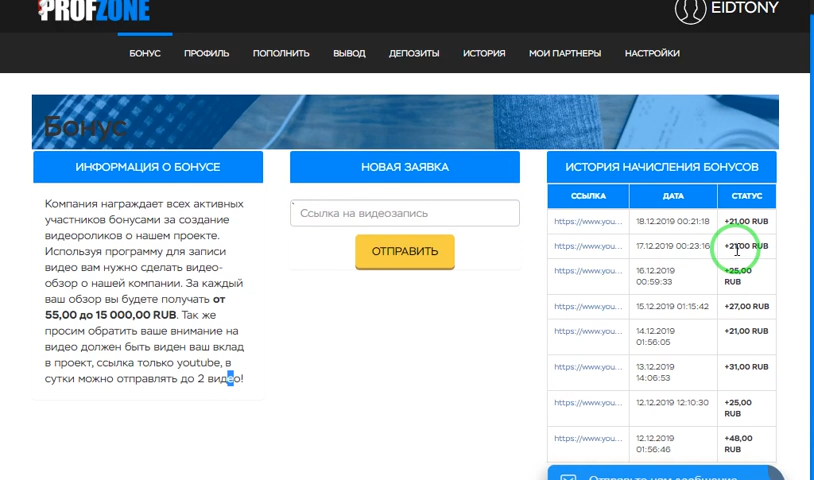 PROFZONE
EIDTONY
БОНУС ПРОФИЛЬ ПОПОЛНИТЬ ВЫВОД ДЕПОЗИТЫ ИСТОРИЯ МОИ ПАРТНЕРЫ НАСТРОЙКИ
Бонус
ИНФОРМАЦИЯ О БОНУСЕ
Компания награждает всех активных
участников бонусами за создание
видеороликов о нашем проекте.
Используя программу для записи
видео вам нужно сделать видео-
обзор о нашей компании. За каждый
ваш обзор вы будете получать от
55,00 до 15 000,00 RUB. Так же
просим обратить ваше внимание на
видео должен быть виден ваш вклад
в проект, ссылка только youtube, в
сутки можно отправлять до 2 видео!
НОВАЯ ЗАЯВКА
Ссылка на видеозапись
ОТПРАВИТЬ
ИСТОРИЯ НАЧИСЛЕНИЯ БОНУСОВ
ССЫЛКА ДАТА СТАТУС
https://www.you... 18.12.2019 00:21:18 +21,00 RUB
https://www.you... 17.12.2019 00:23:16 +21,00 RUB
https://www.you... 16.12.2019 +25,00
00:59:33 RUB
https://www.you... 15.12.2019 01:15:42 +27,00 RUB
https://www.you... 14.12.2019 +21,00 RUB
01:56:05
https://www.you... 13.12.2019 +31,00 RUB
14:06:53
https://www.you... 12.12.2019 12:10:30 +25,00
RUB
https://www.you... 12.12.2019 +48,00
01:56:46 RUB